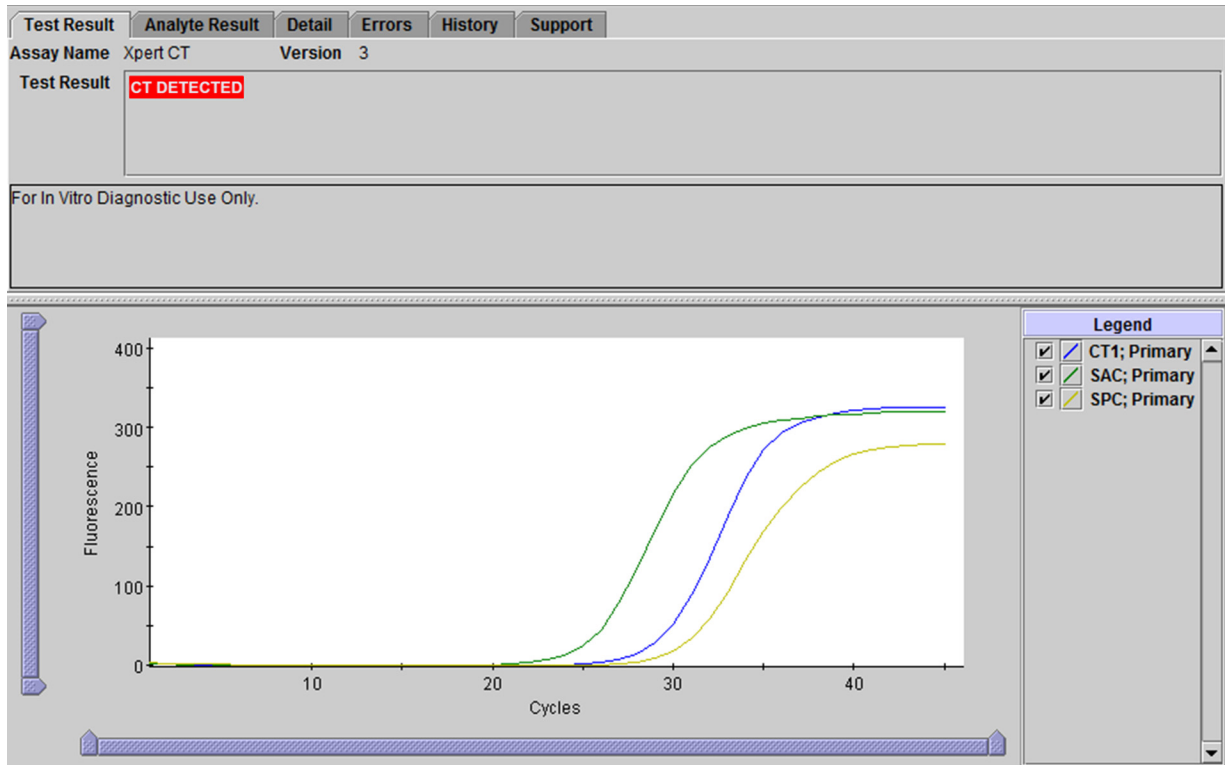 Test Result Analyte Result Detail Errors History Support
Assay Name Xpert CT Version 3
Test Result
CT DETECTED
For In Vitro Diagnostic Use Only.
400
300
200
100
0
Fluorescence
10 20 30 40
Cycles
Legend
CT1; Primary
SAC; Primary
SPC; Primary